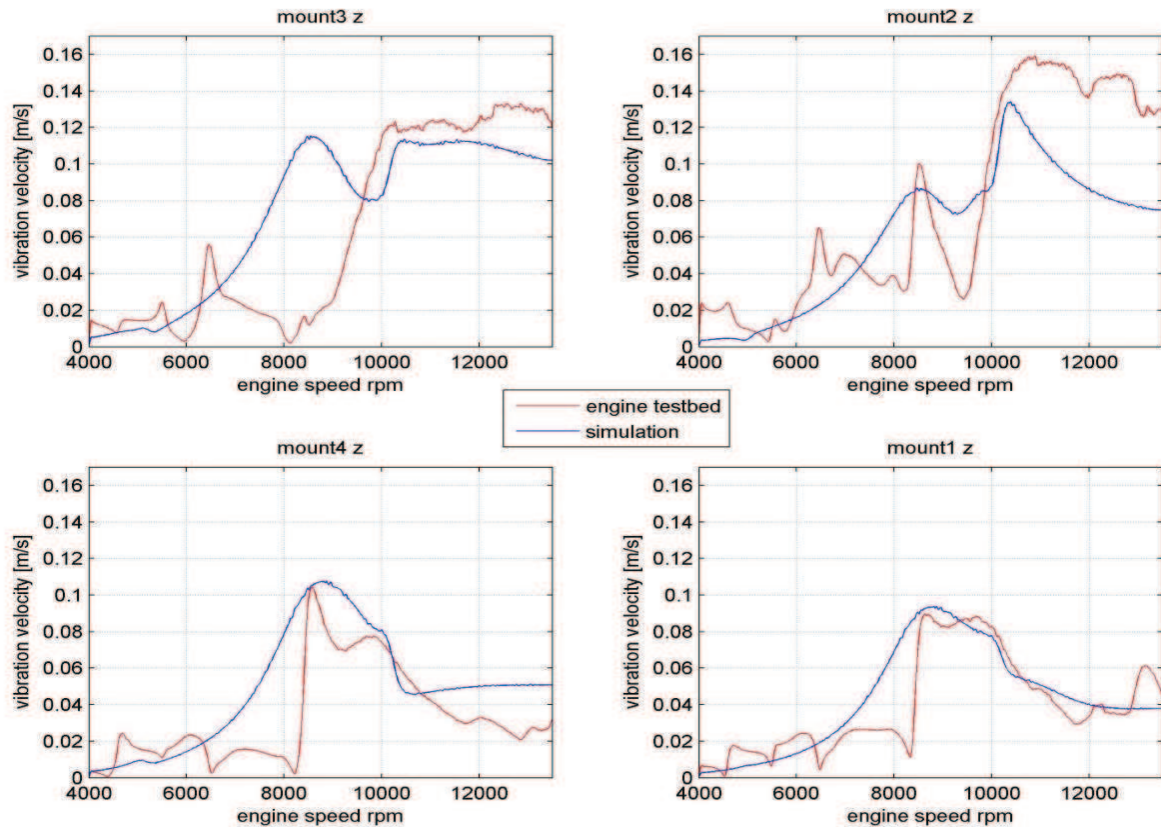 mount3 z
vibration velocity [m/s]
0.16
0.14
0.12
0.1
0.08
0.06
0.04
0.02
0
4000 6000 8000 10000 12000
engine speed rpm
mount2 z
vibration velocity [m/s]
0.16
0.14
0.12
0.1
0.08
0.06
0.04
0.02
0
4000 6000 8000 10000 12000
engine speed rpm
engine testbed
simulation
mount4 z
vibration velocity [m/s]
0.16
0.14
0.12
0.1
0.08
0.06
0.04
0.02
0
4000 6000 8000 10000 12000
engine speed rpm
mount1 z
vibration velocity [m/s]
0.16
0.14
0.12
0.1
0.08
0.06
0.04
0.02
0
4000 6000 8000 10000 12000
engine speed rpm